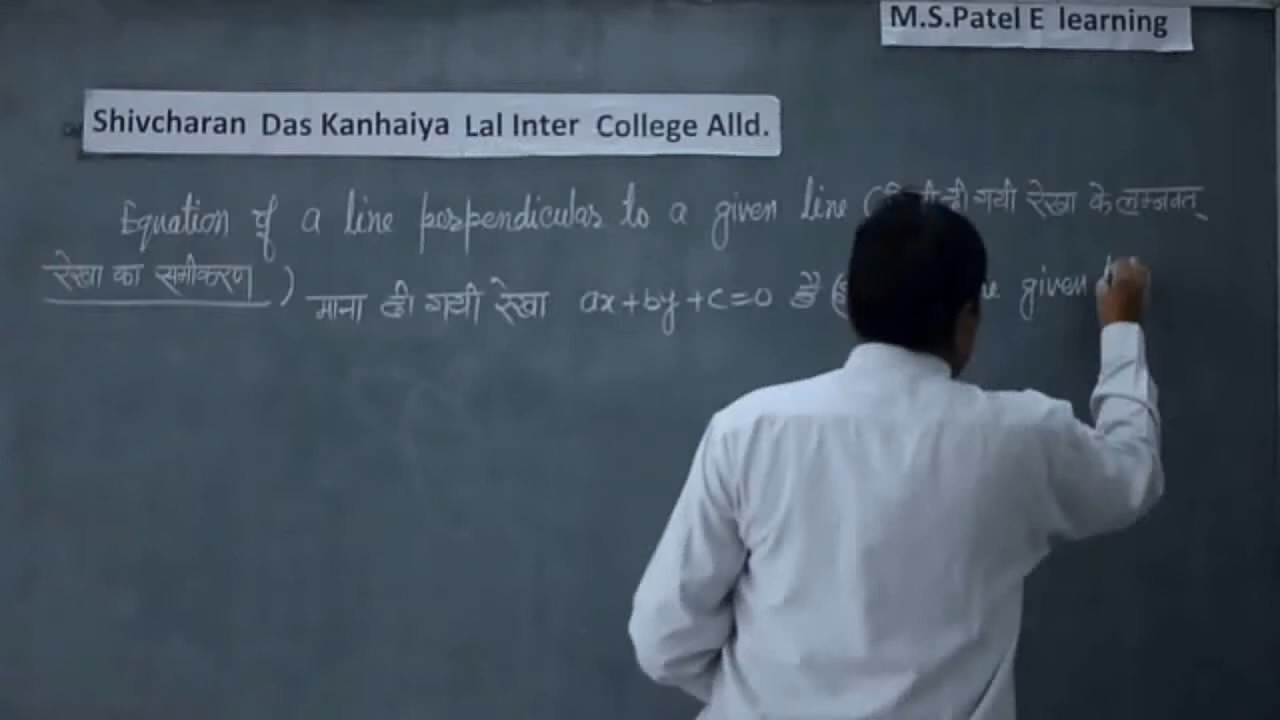 M.S.Patel E learning
Shivcharan Das Kanhaiya Lal Inter College Alld.
Equation of a line perpendicular to a given line ( दी गयी रेखा के लम्बवत्
रेखा का समीकरण ) माना दी गयी रेखा ax+by+c=0 है ( given